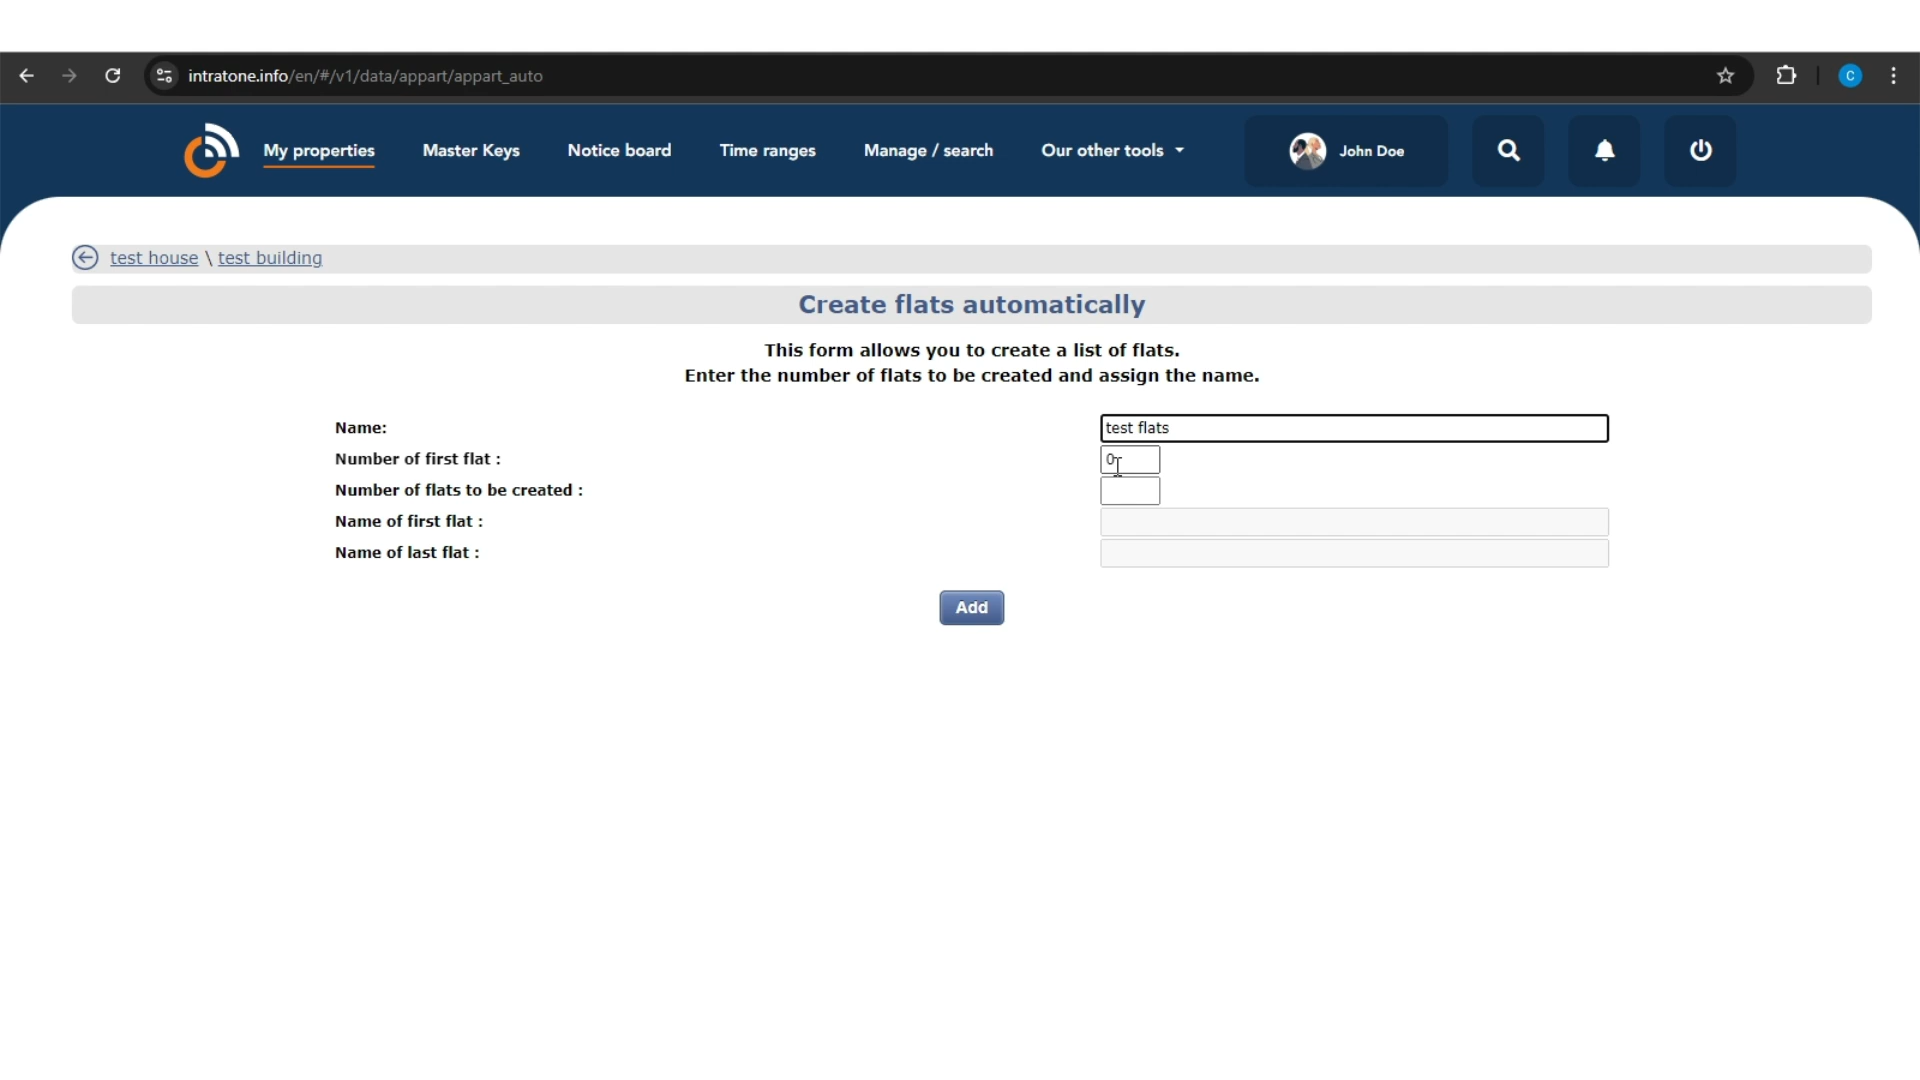 intratone.info/en/#/v1/data/appart/appart_auto
C
My properties
Master Keys
Notice board
Time ranges
Manage / search
Our other tools
John Doe
test house \ test building
Create flats automatically
This form allows you to create a list of flats.
Enter the number of flats to be created and assign the name.
Name: test flats
Number of first flat : 0
Number of flats to be created :
Name of first flat :
Name of last flat :
Add